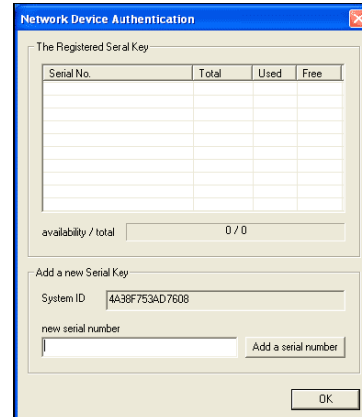 Network Device Authentication
The Registered Seral Key
Serial No. Total Used Free
availability / total 0 / 0
Add a new Serial Key
System ID 4A38F753AD7608
new serial number
Add a serial number
OK